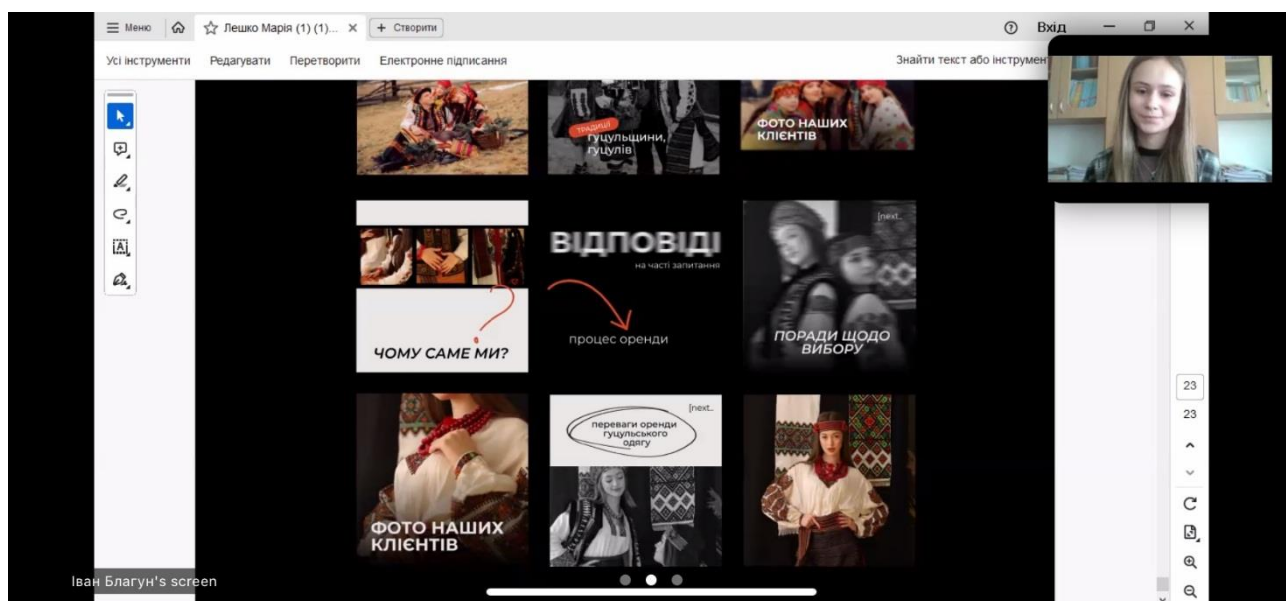 Меню
Лешко Марія (1) (1)...
+ Створити
Вхід
Усі інструменти
Редагувати
Перетворити
Електронне підписання
Знайти текст або інструмен
ТРАДИЦІЇ
гуцульщини,
гуцулів
ФОТО НАШИХ
КЛІЄНТІВ
ЧОМУ САМЕ МИ?
ВІДПОВІДІ
на часті запитання
процес оренди
[next..
ПОРАДИ ЩОДО
ВИБОРУ
ФОТО НАШИХ
КЛІЄНТІВ
[next..
переваги оренди
гуцульського
одягу
23
23
Іван Благун's screen